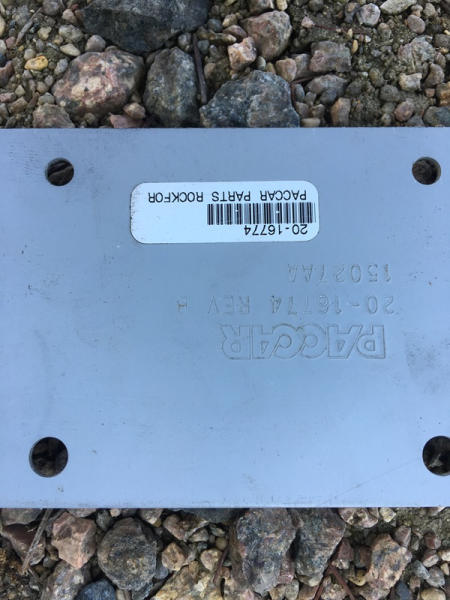 20-16774
PACCAR PARTS ROCKFOR
PACCAR
20-16774 REV B
15027AA